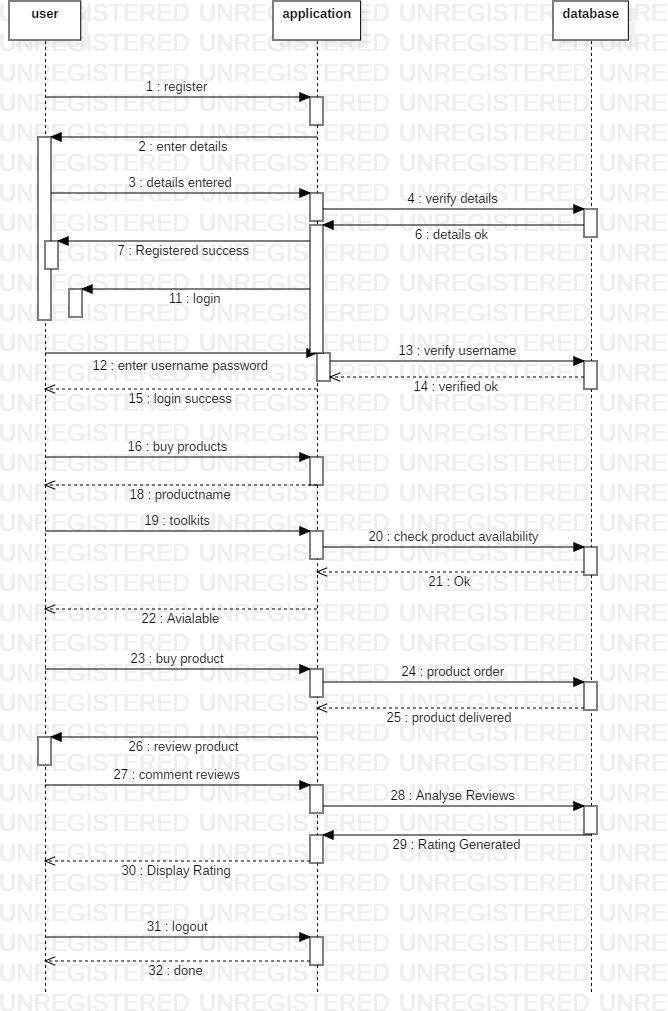 user
application
database
1 : register
2 : enter details
3 : details entered
4 : verify details
6 : details ok
7 : Registered success
11 : login
12 : enter username password
13 : verify username
14 : verified ok
15 : login success
16 : buy products
18 : productname
19 : toolkits
20 : check product availability
21 : Ok
22 : Avialable
23 : buy product
24 : product order
25 : product delivered
26 : review product
27 : comment reviews
28 : Analyse Reviews
29 : Rating Generated
30 : Display Rating
31 : logout
32 : done
UNREGISTERED